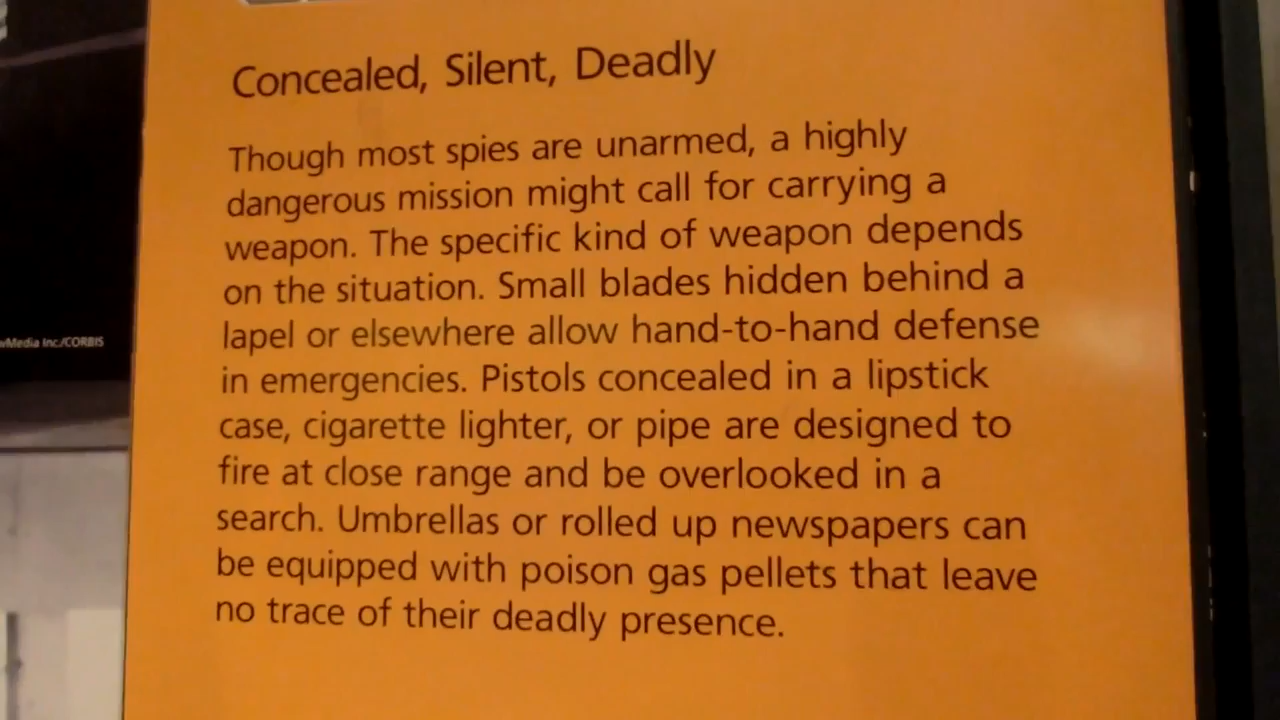 Concealed, Silent, Deadly
Though most spies are unarmed, a highly
dangerous mission might call for carrying a
weapon. The specific kind of weapon depends
on the situation. Small blades hidden behind a
lapel or elsewhere allow hand-to-hand defense
in emergencies. Pistols concealed in a lipstick
case, cigarette lighter, or pipe are designed to
fire at close range and be overlooked in a
search. Umbrellas or rolled up newspapers can
be equipped with poison gas pellets that leave
no trace of their deadly presence.
Media Inc./CORBIS